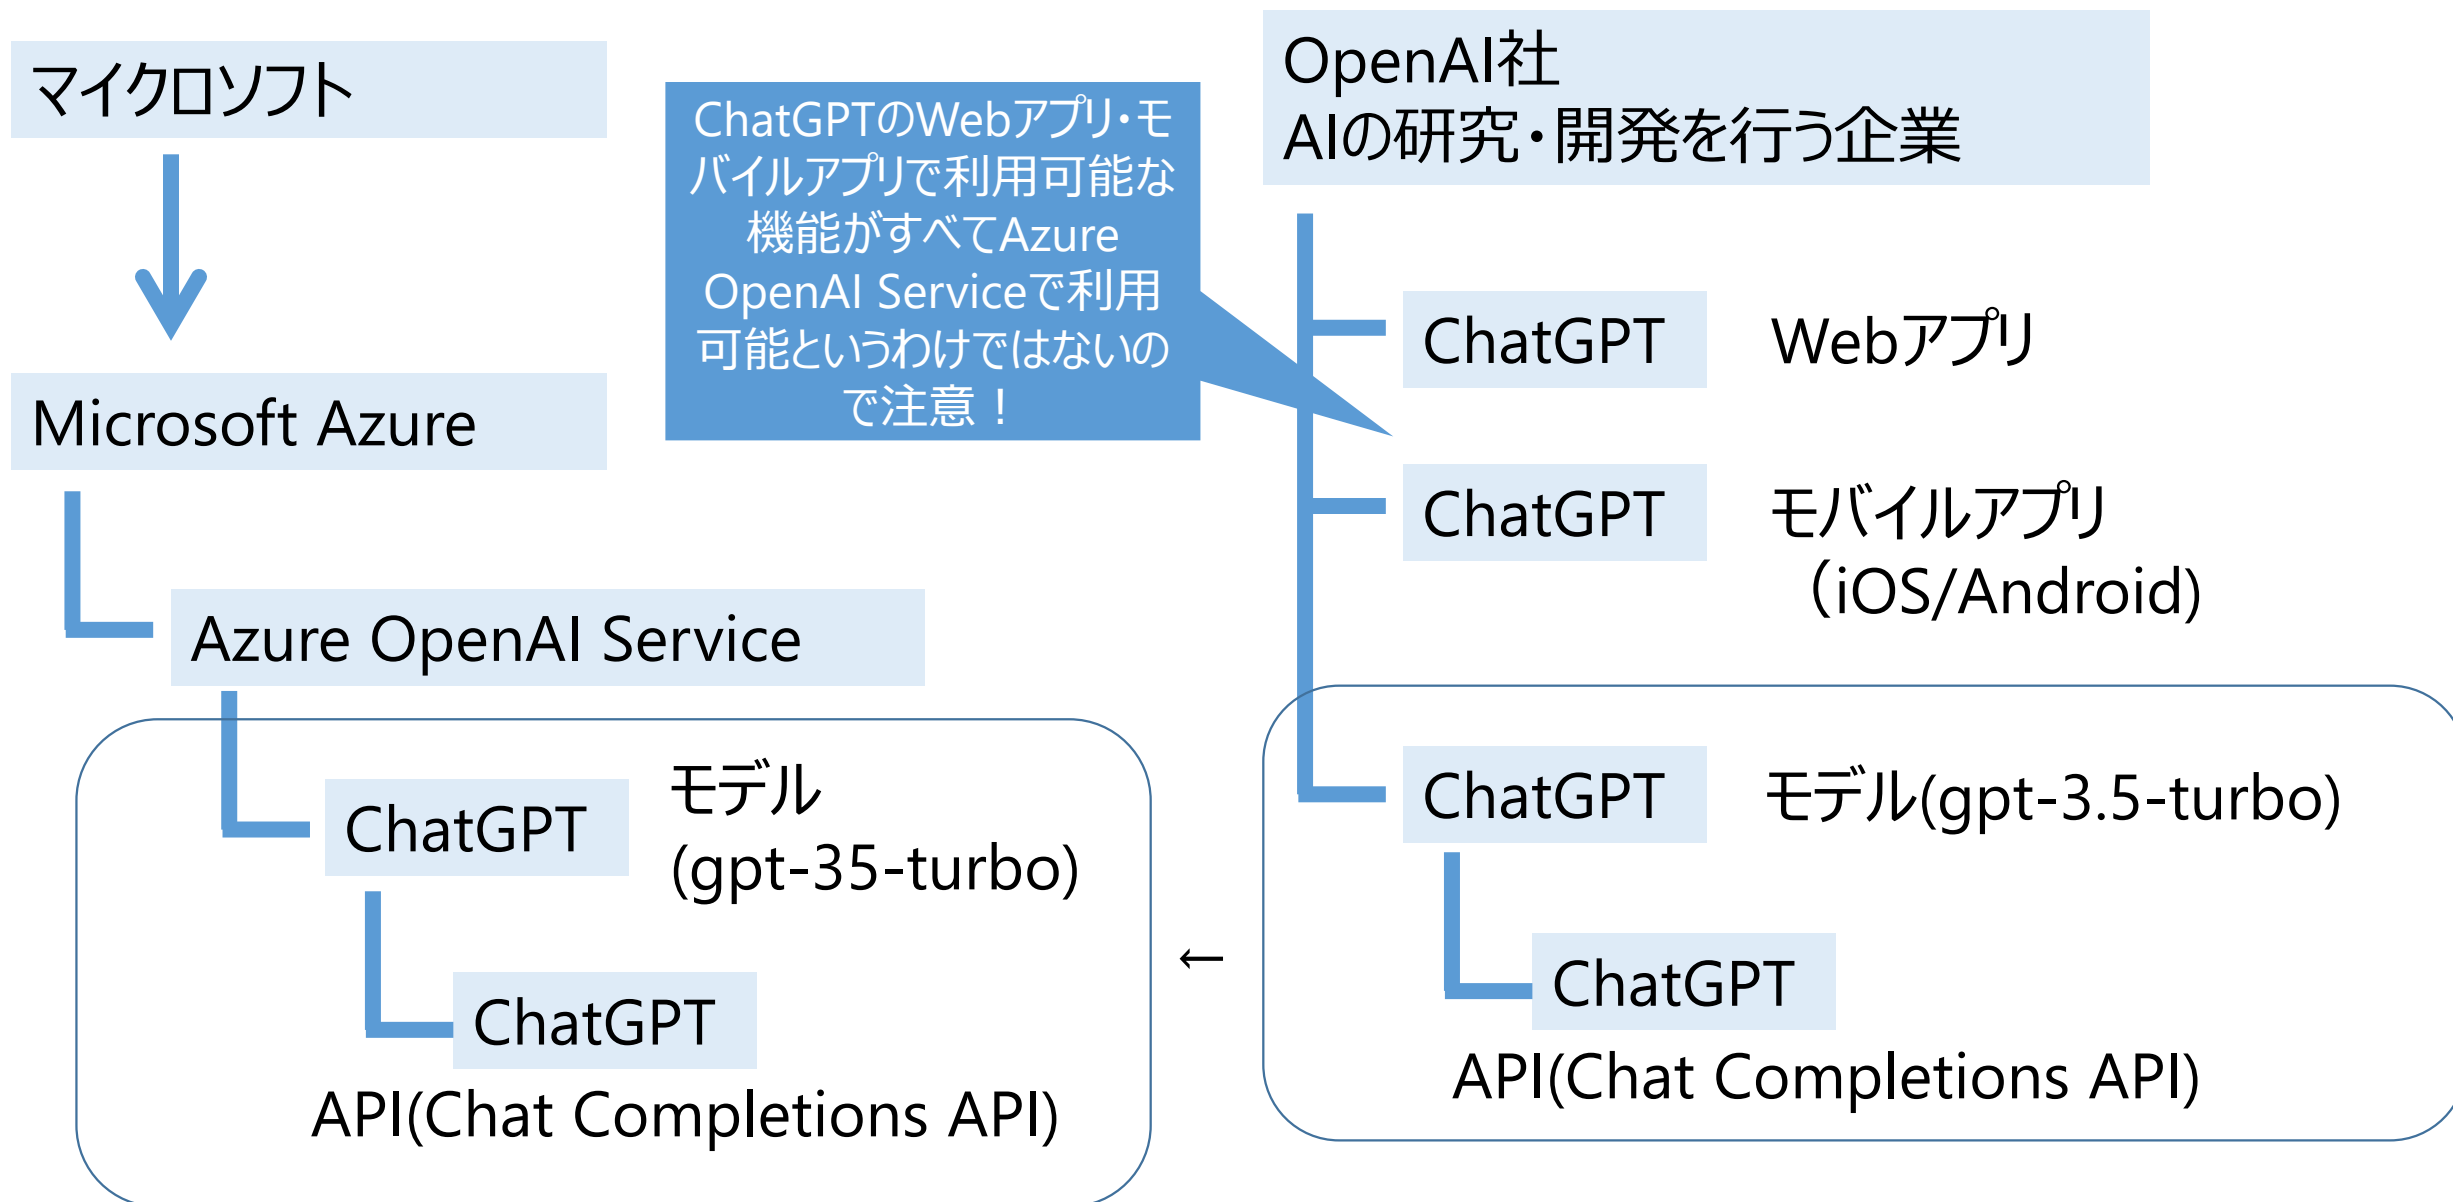 マイクロソフト
Microsoft Azure
Azure OpenAI Service
ChatGPT
モデル
(gpt-35-turbo)
ChatGPT
API(Chat Completions API)
ChatGPTのWebアプリ・モ
バイルアプリで利用可能な
機能がすべてAzure
OpenAI Serviceで利用
可能というわけではないの
で注意！
←
OpenAI社
AIの研究・開発を行う企業
ChatGPT Webアプリ
ChatGPT モバイルアプリ
（iOS/Android)
ChatGPT モデル(gpt-3.5-turbo)
ChatGPT
API(Chat Completions API)